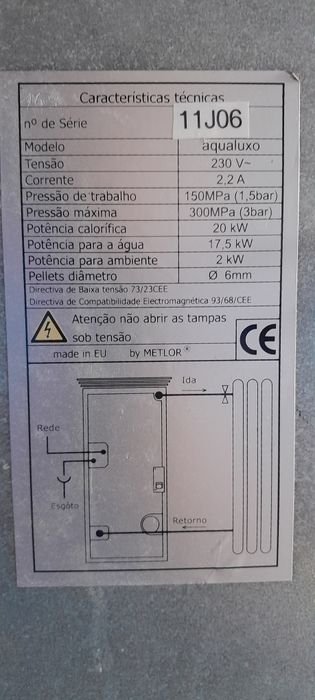 Características técnicas
nº de Série 11J06
Modelo aqualuxo
Tensão 230 V~
Corrente 2,2 A
Pressão de trabalho 150MPa (1,5bar)
Pressão máxima 300MPa (3bar)
Potência calorífica 20 kW
Potência para a água 17,5 kW
Potência para ambiente 2 kW
Pellets diâmetro Ø 6mm
Directiva de Baixa tensão 73/23CEE
Directiva de Compatibilidade Electromagnética 93/68/CEE
Atenção não abrir as tampas
sob tensão
CE
made in EU by METLOR®
Ida
Rede
Esgôto
Retorno